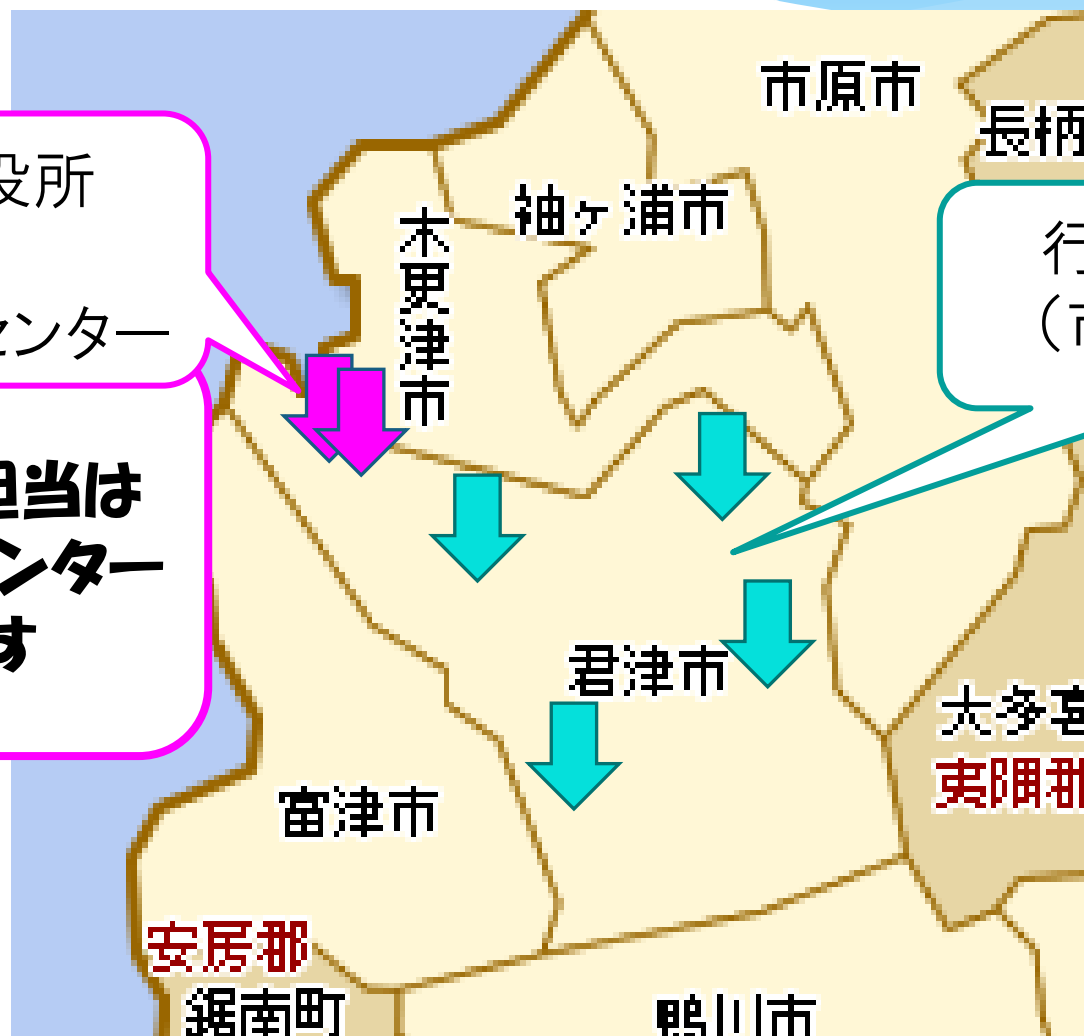 市原市
長柄
役所
袖ヶ浦市
木更津市
行
(市
センター
担当は
ンター
す
君津市
大多喜
夷隅郡
富津市
安房郡
鋸南町
鴨川市